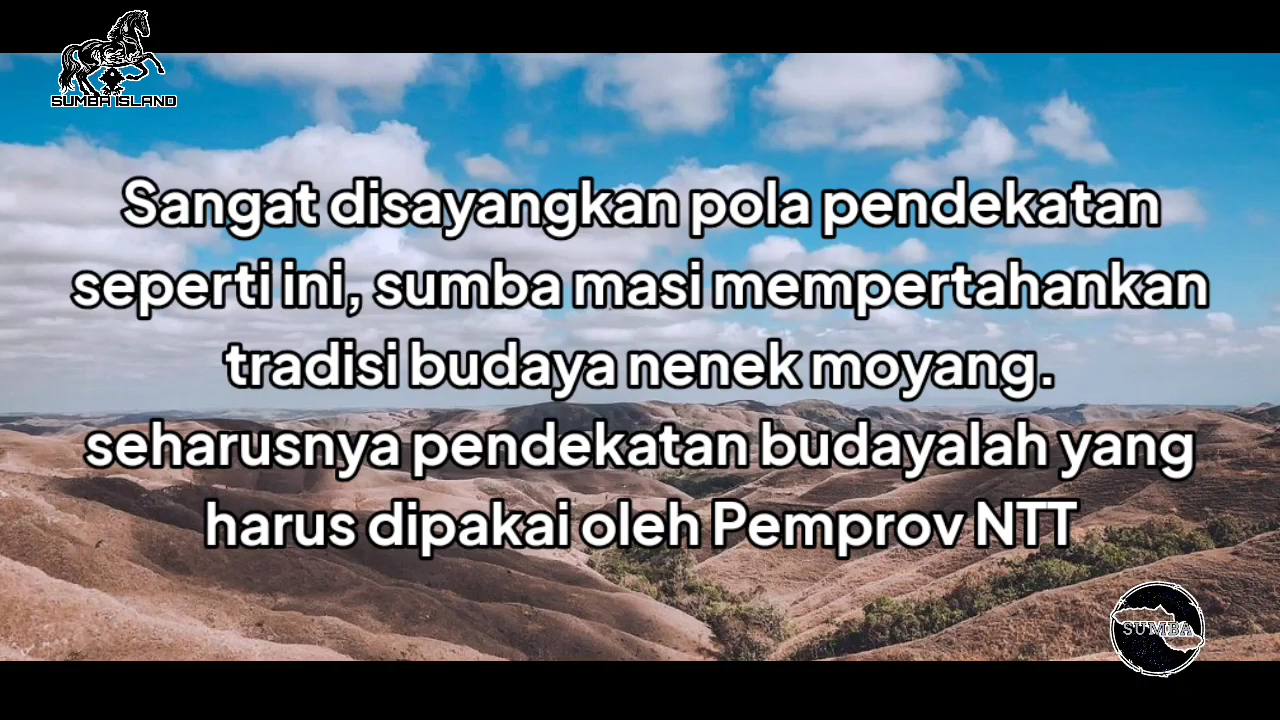 SUMBA ISLAND
Sangat disayangkan pola pendekatan
seperti ini, sumba masi mempertahankan
tradisi budaya nenek moyang.
seharusnya pendekatan budayalah yang
harus dipakai oleh Pemprov NTT
SUMBA